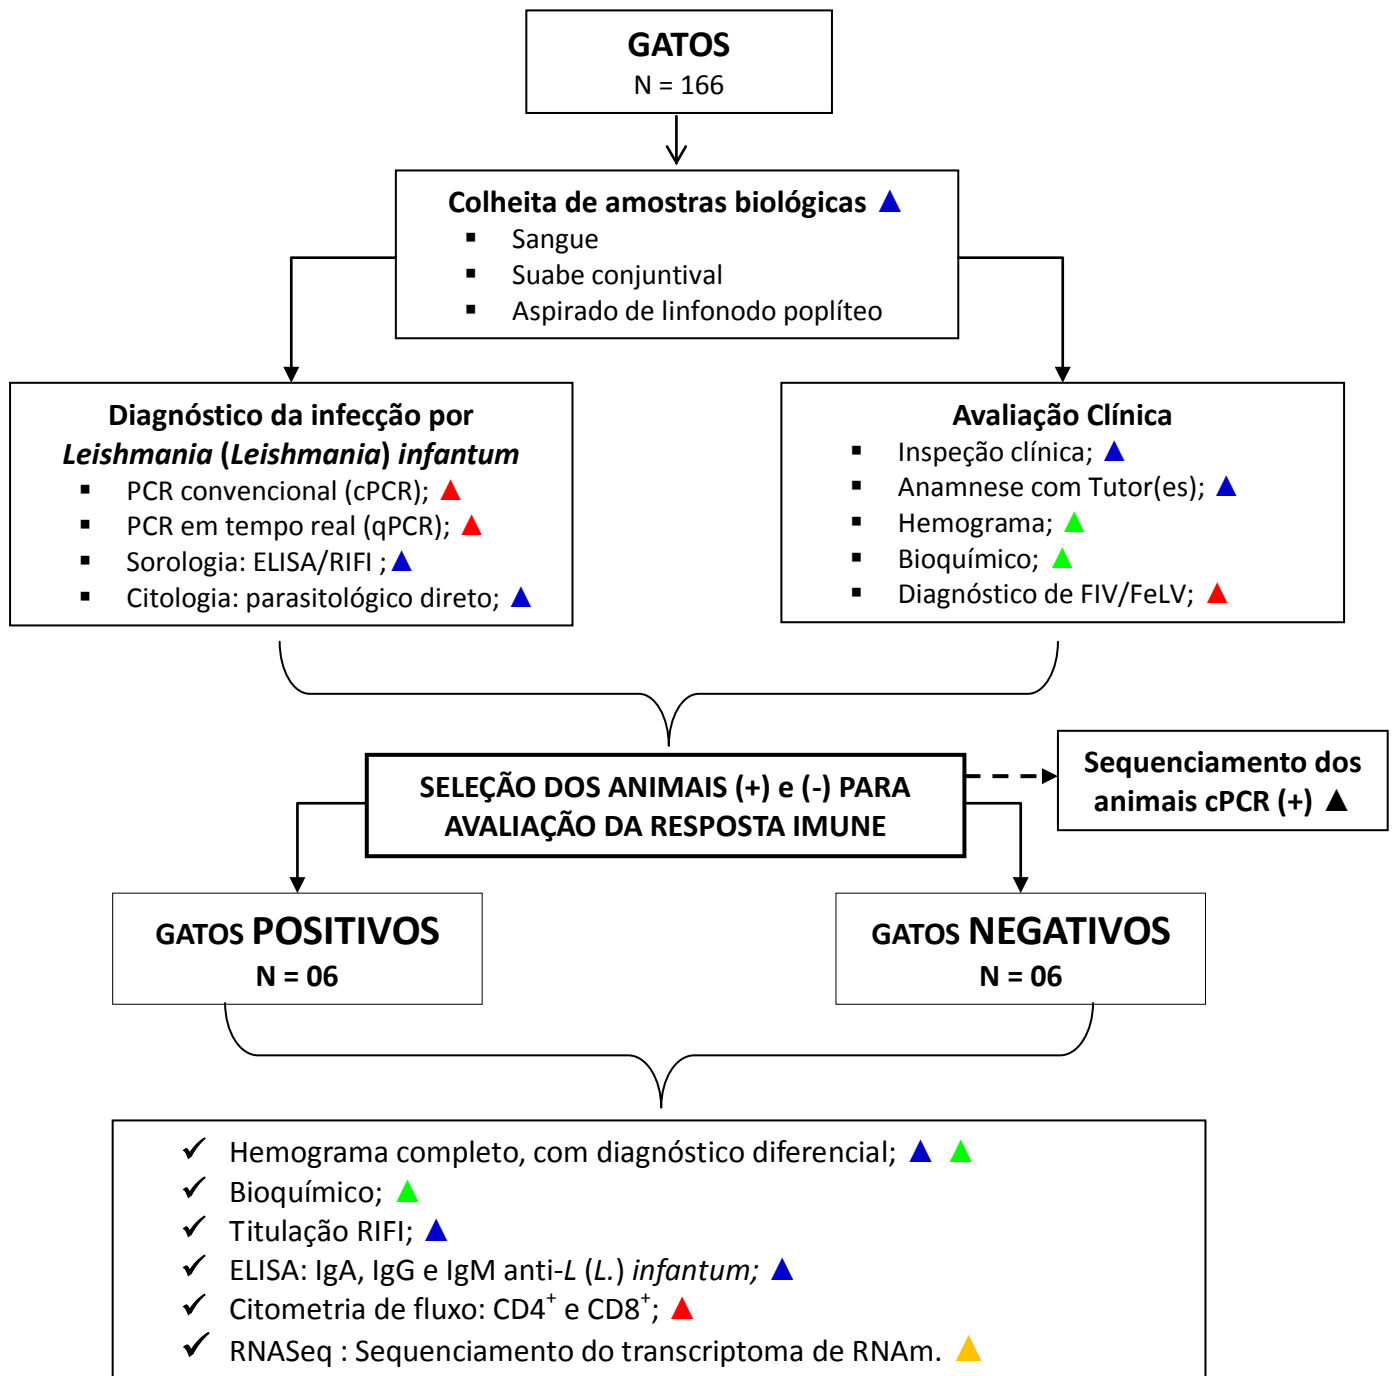 GATOS
N = 166
Colheita de amostras biológicas ▲
▪ Sangue
▪ Suabe conjuntival
▪ Aspirado de linfonodo poplíteo
Diagnóstico da infecção por
Leishmania (Leishmania) infantum
▪ PCR convencional (cPCR); ▲
▪ PCR em tempo real (qPCR); ▲
▪ Sorologia: ELISA/RIFI ; ▲
▪ Citologia: parasitológico direto; ▲
Avaliação Clínica
▪ Inspeção clínica; ▲
▪ Anamnese com Tutor(es); ▲
▪ Hemograma; ▲
▪ Bioquímico; ▲
▪ Diagnóstico de FIV/FeLV; ▲
SELEÇÃO DOS ANIMAIS (+) e (-) PARA
AVALIAÇÃO DA RESPOSTA IMUNE
Sequenciamento dos
animais cPCR (+) ▲
GATOS POSITIVOS
N = 06
GATOS NEGATIVOS
N = 06
✓ Hemograma completo, com diagnóstico diferencial; ▲ ▲
✓ Bioquímico; ▲
✓ Titulação RIFI; ▲
✓ ELISA: IgA, IgG e IgM anti-L (L.) infantum; ▲
✓ Citometria de fluxo: CD4⁺ e CD8⁺; ▲
✓ RNASeq : Sequenciamento do transcriptoma de RNAm. ▲